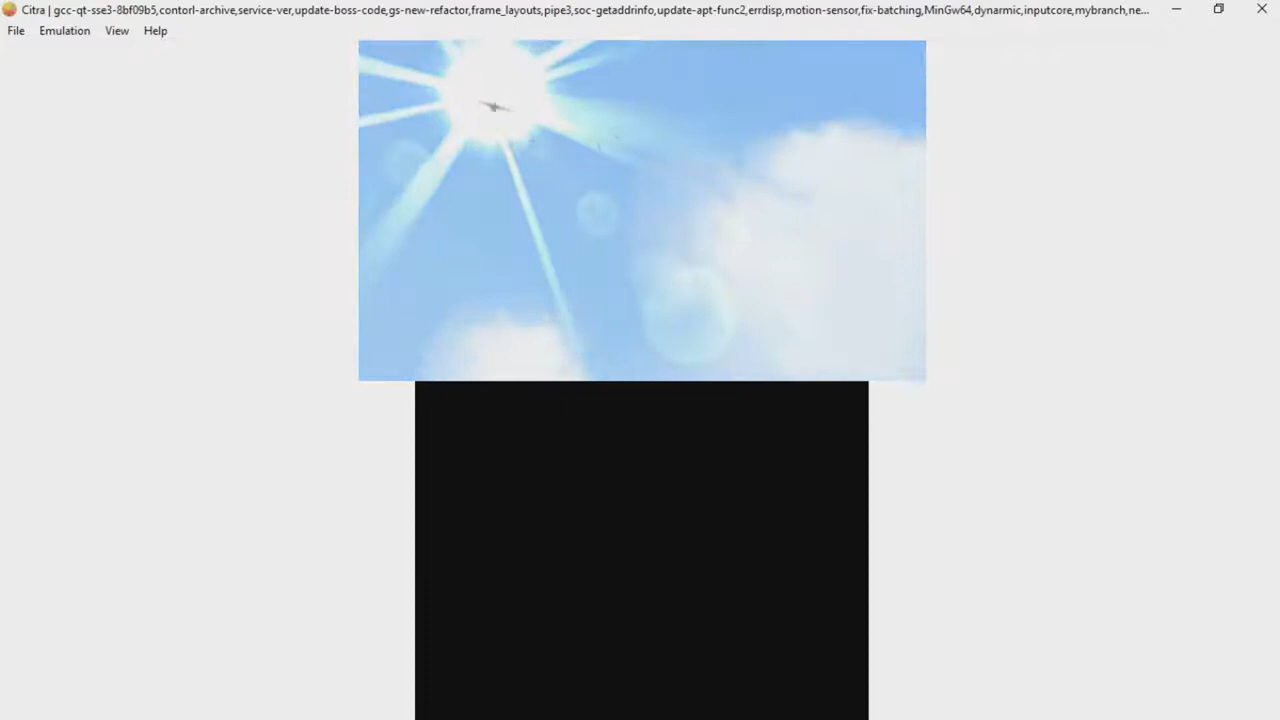 Citra | gcc-qt-sse3-8bf09b5,contorl-archive,service-ver,update-boss-code,gs-new-refactor,frame_layouts,pipe3,soc-getaddrinfo,update-apt-func2,errdisp,motion-sensor,fix-batching,MinGw64,dynarmic,inputcore,mybranch,ne...
File Emulation View Help